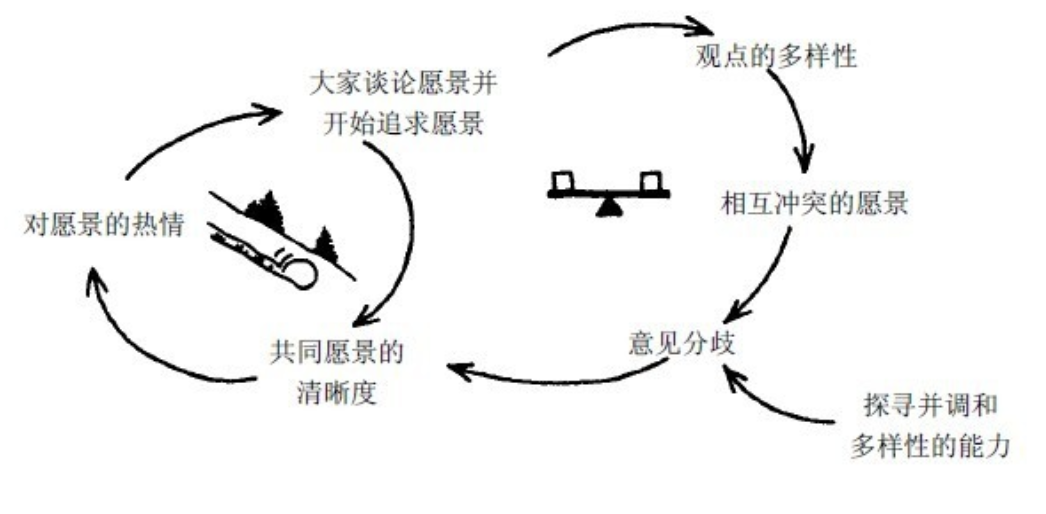 观点的多样性
大家谈论愿景并
开始追求愿景
相互冲突的愿景
对愿景的热情
意见分歧
共同愿景的
清晰度
探寻并调和
多样性的能力